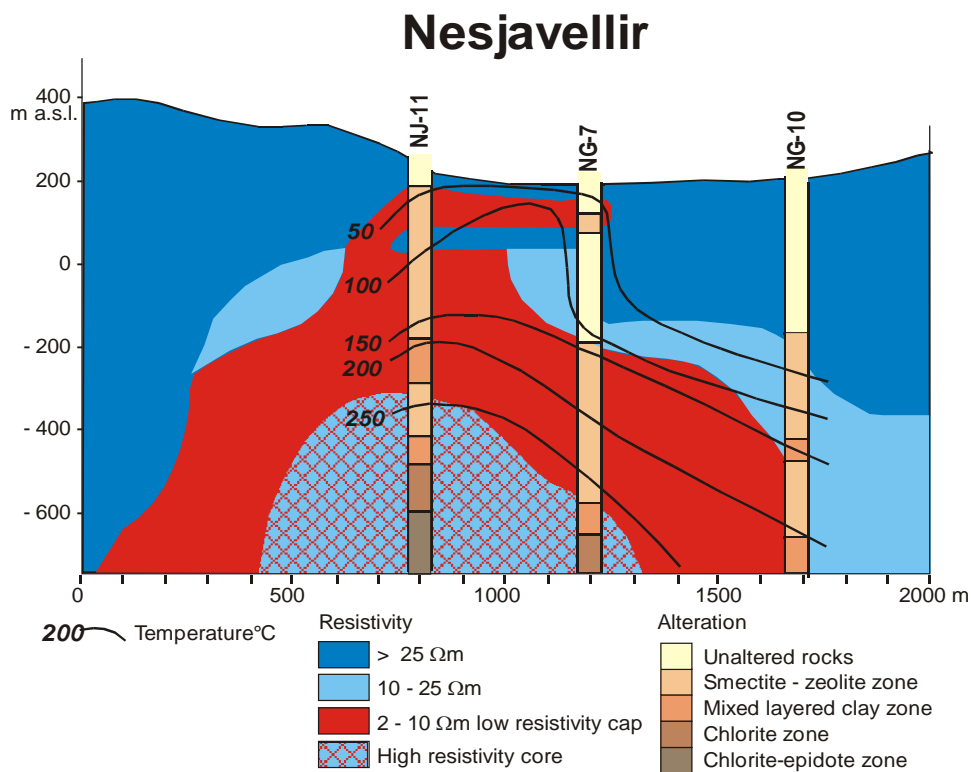 Nesjavellir
400
m a.s.l.
200
0
- 200
- 400
- 600
NJ-11
NG-7
NG-10
50
100
150
200
250
0
500
1000
1500
2000 m
200 Temperature°C
Resistivity
> 25 Ωm
10 - 25 Ωm
2 - 10 Ωm low resistivity cap
High resistivity core
Alteration
Unaltered rocks
Smectite - zeolite zone
Mixed layered clay zone
Chlorite zone
Chlorite-epidote zone